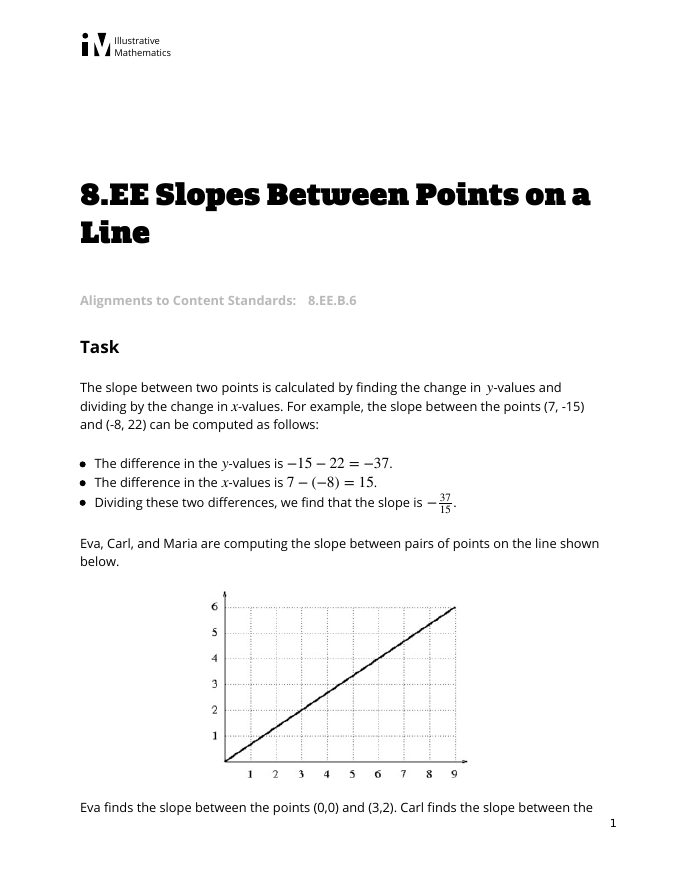 Illustrative
Mathematics
8.EE Slopes Between Points on a
Line
Alignments to Content Standards: 8.EE.B.6
Task
The slope between two points is calculated by finding the change in y-values and
dividing by the change in x-values. For example, the slope between the points (7, -15)
and (-8, 22) can be computed as follows:
● The difference in the y-values is −15 − 22 = −37.
● The difference in the x-values is 7 − (−8) = 15.
● Dividing these two differences, we find that the slope is −37/15.
Eva, Carl, and Maria are computing the slope between pairs of points on the line shown
below.
6
5
4
3
2
1
1 2 3 4 5 6 7 8 9
Eva finds the slope between the points (0,0) and (3,2). Carl finds the slope between the
1